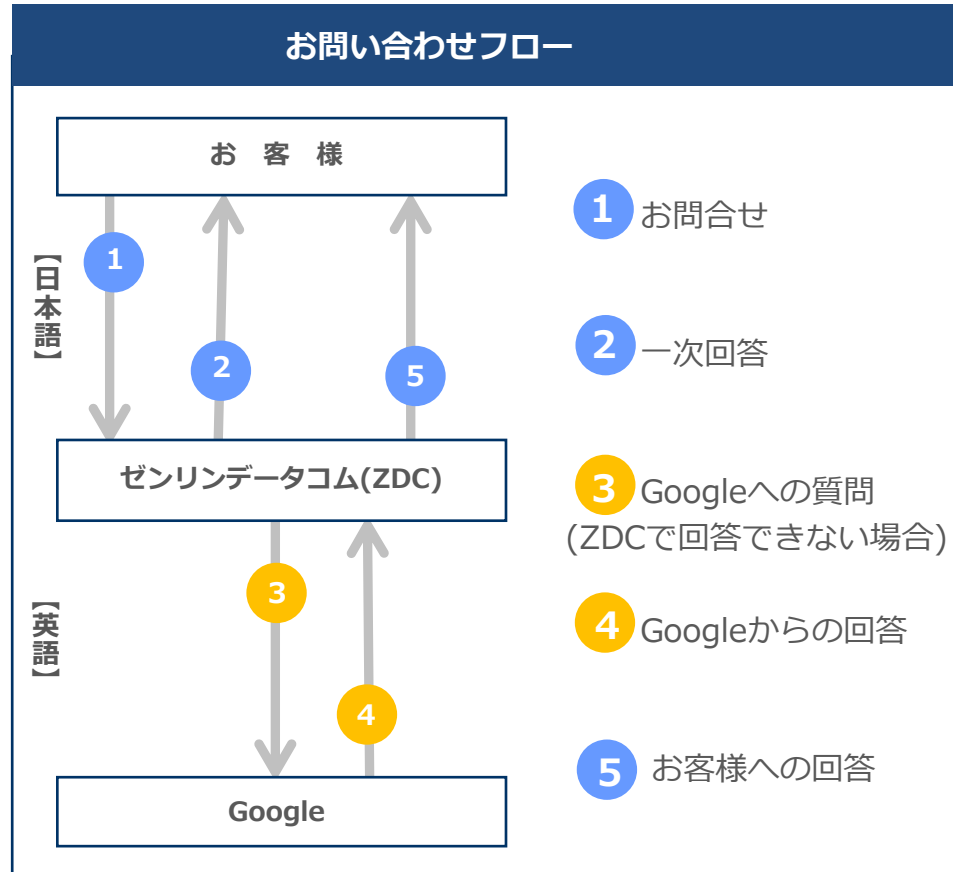 お問い合わせフロー
お 客 様
1
お問合せ
1
【日本語】
2
一次回答
2
5
ゼンリンデータコム(ZDC)
3
Googleへの質問
(ZDCで回答できない場合)
3
【英語】
4
Googleからの回答
4
5
お客様への回答
Google